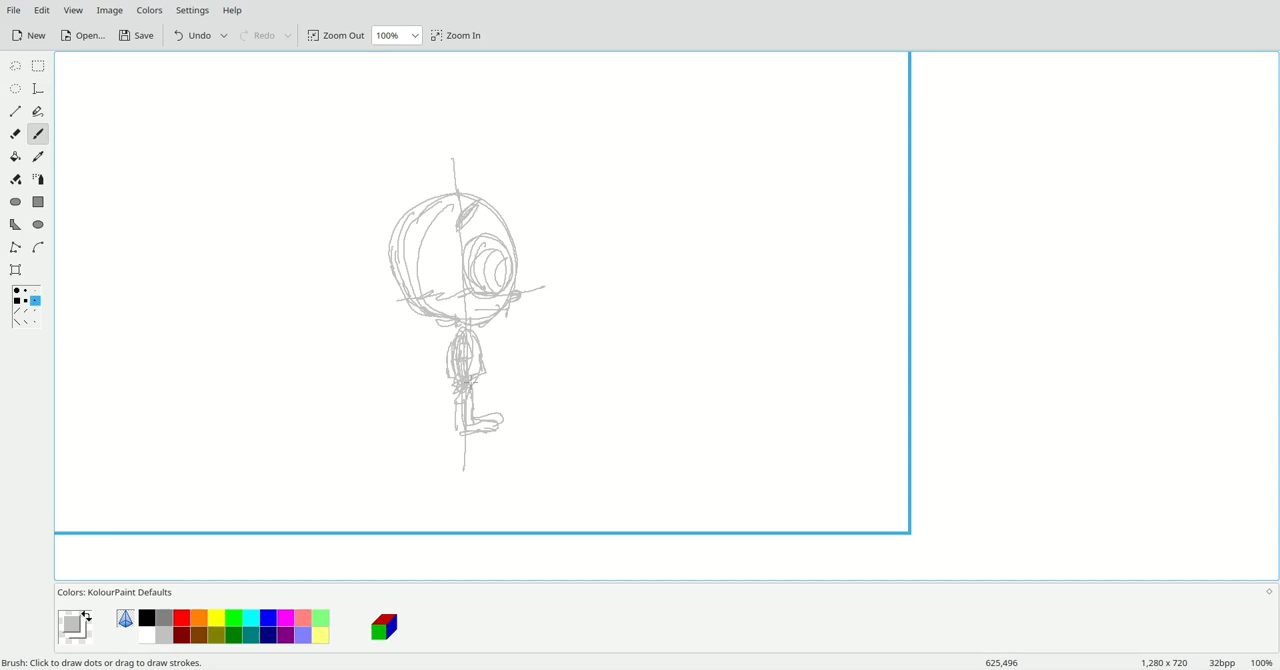 File Edit View Image Colors Settings Help
New Open... Save Undo Redo Zoom Out 100% Zoom In
Colors: KolourPaint Defaults
Brush: Click to draw dots or drag to draw strokes. 625,496 1,280 x 720 32bpp 100%